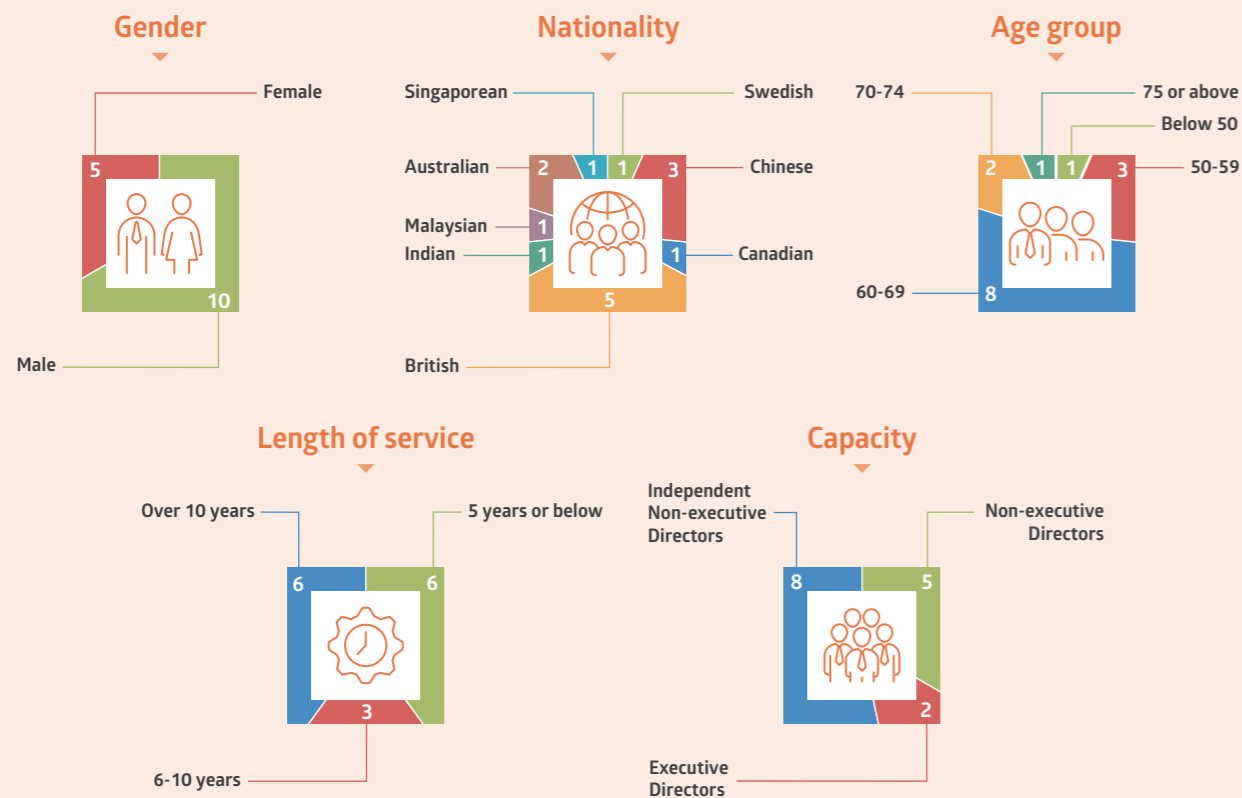 Gender
Female
5
10
Male
Nationality
Singaporean
Swedish
Australian
2
1
1
3
Chinese
Malaysian
1
Indian
1
1
Canadian
5
British
Age group
70-74
75 or above
Below 50
2
1
1
3
50-59
60-69
8
Length of service
Over 10 years
5 years or below
6
6
3
6-10 years
Capacity
Independent
Non-executive
Directors
Non-executive
Directors
8
5
2
Executive
Directors